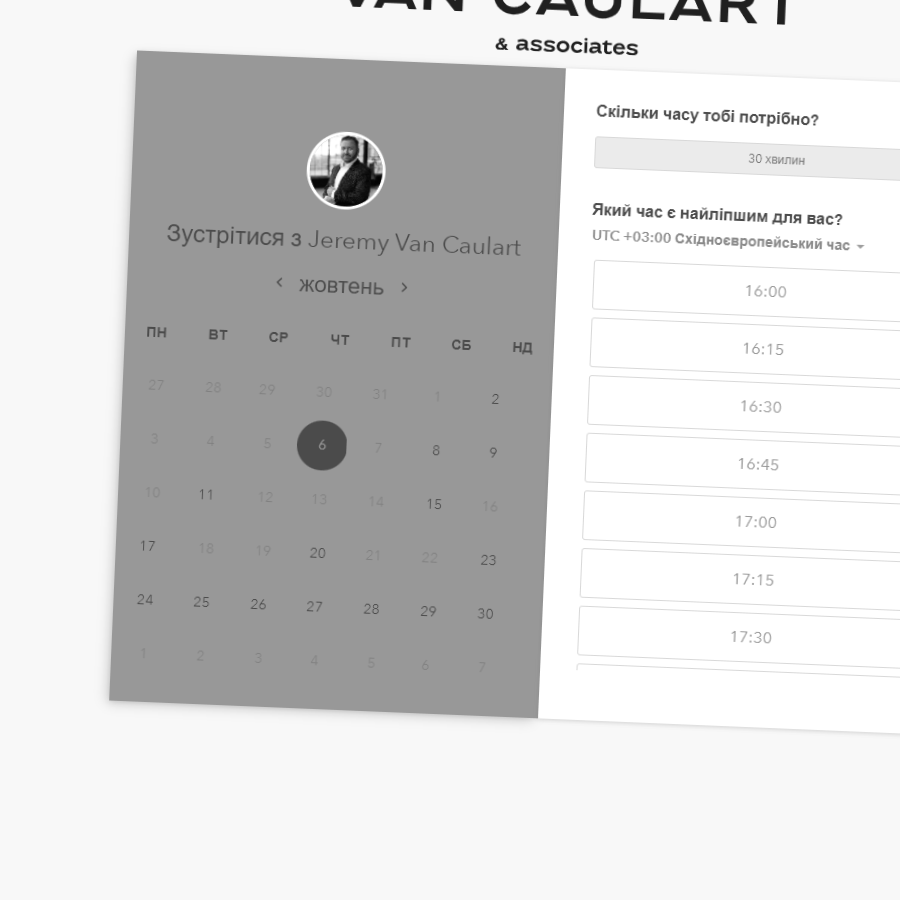 VAN CAULART
& associates
Зустрітися з Jeremy Van Caulart
жовтень
ПН ВТ СР ЧТ ПТ СБ НД
27 28 29 30 31 1 2
3 4 5 6 7 8 9
10 11 12 13 14 15 16
17 18 19 20 21 22 23
24 25 26 27 28 29 30
1 2 3 4 5 6 7
Скільки часу тобі потрібно?
30 хвилин
Який час є найліпшим для вас?
UTC +03:00 Східноєвропейський час
16:00
16:15
16:30
16:45
17:00
17:15
17:30